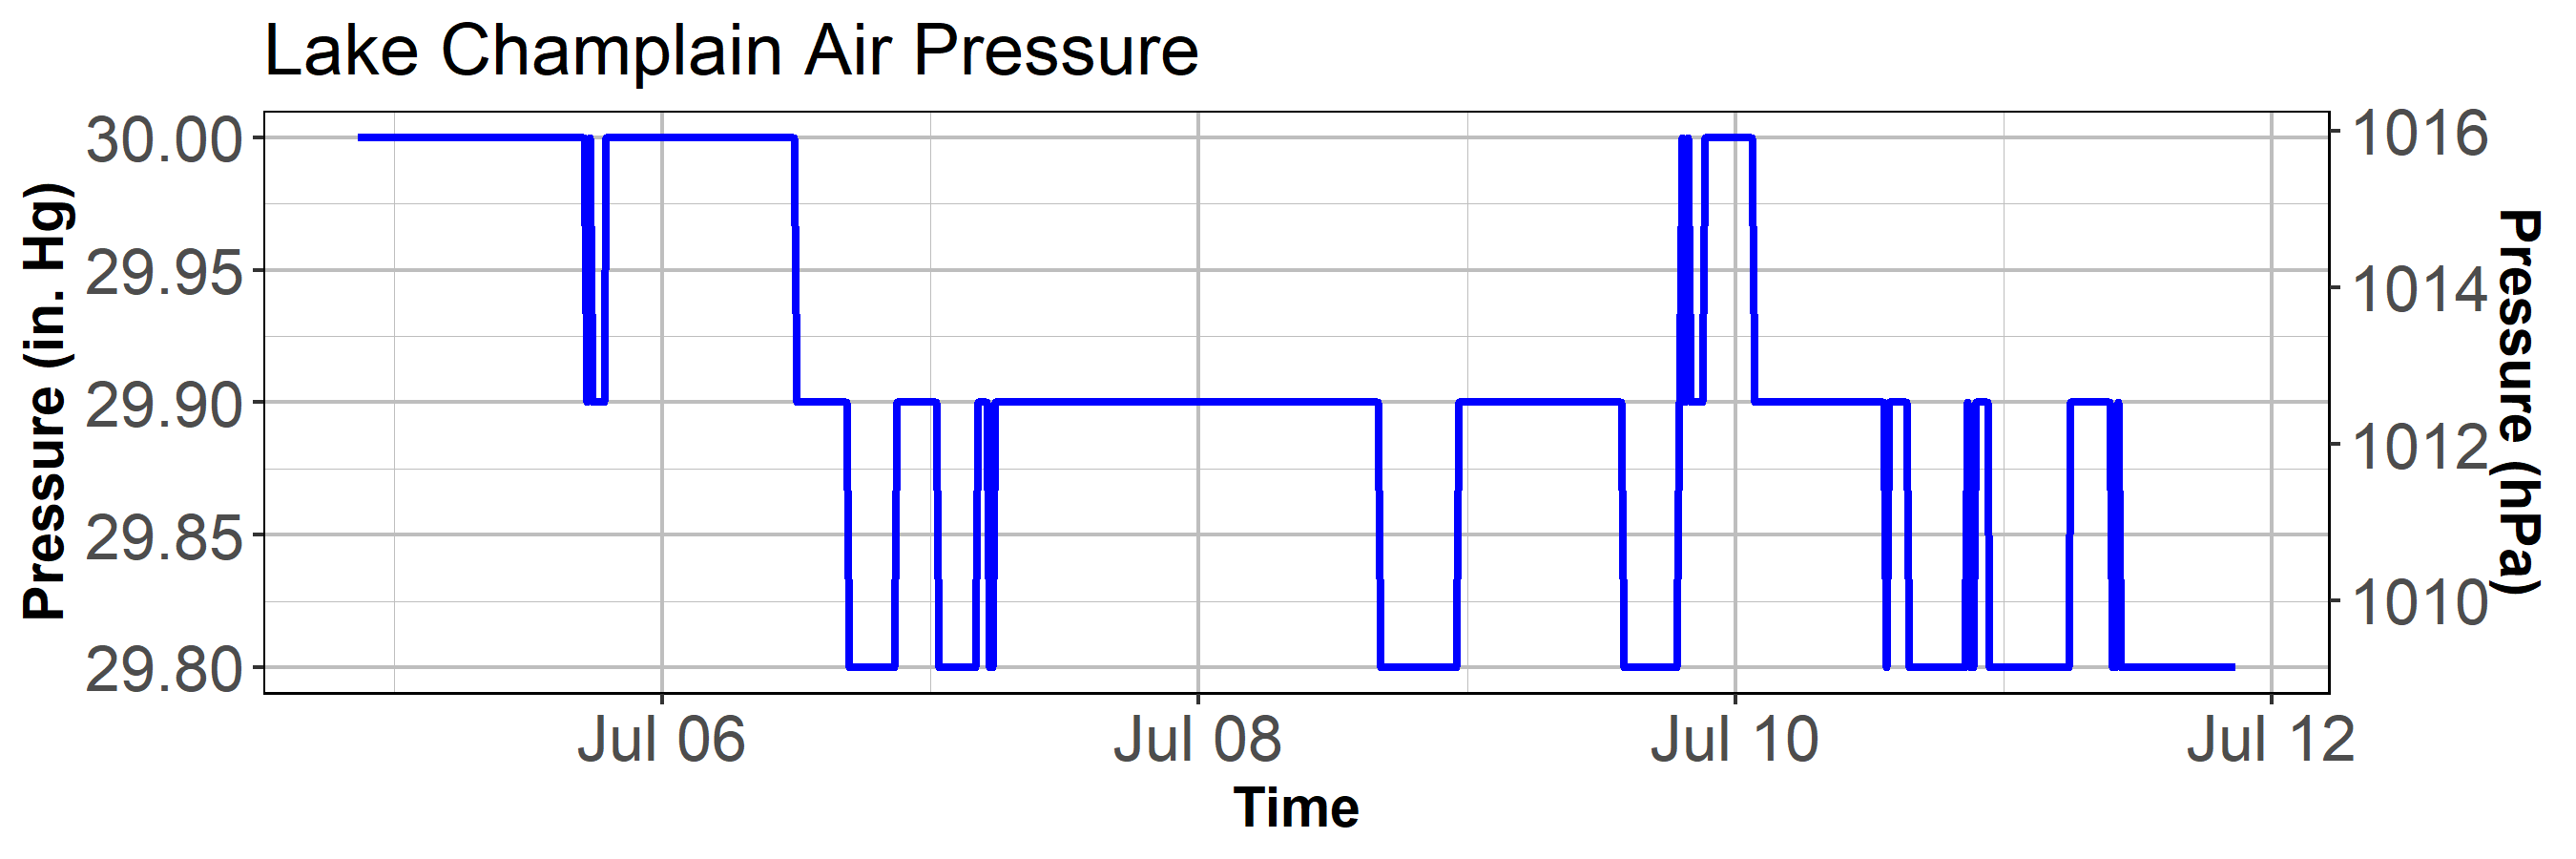 Lake Champlain Air Pressure
Pressure (in. Hg)
30.00
29.95
29.90
29.85
29.80
1016
1014
1012
1010
Pressure (hPa)
Jul 06 Jul 08 Jul 10 Jul 12
Time